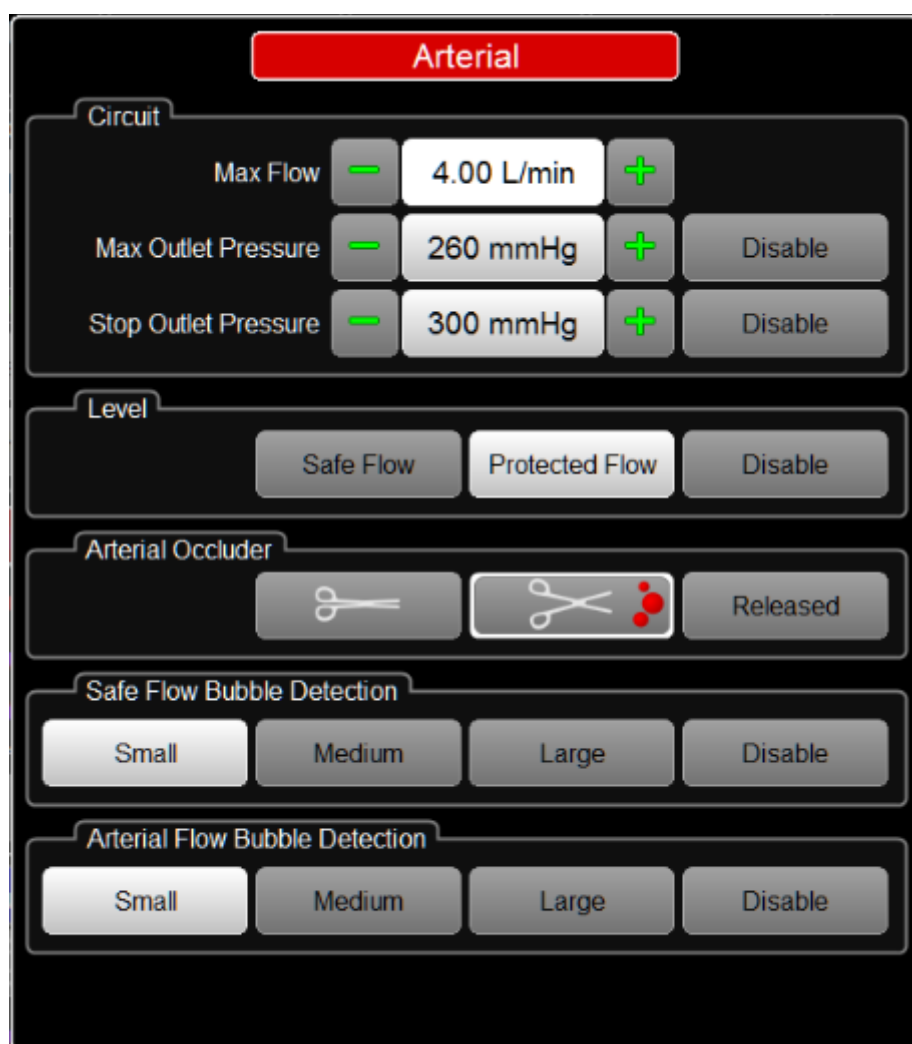 Arterial
Circuit
Max Flow 4.00 L/min
Max Outlet Pressure 260 mmHg Disable
Stop Outlet Pressure 300 mmHg Disable
Level
Safe Flow Protected Flow Disable
Arterial Occluder
Released
Safe Flow Bubble Detection
Small Medium Large Disable
Arterial Flow Bubble Detection
Small Medium Large Disable